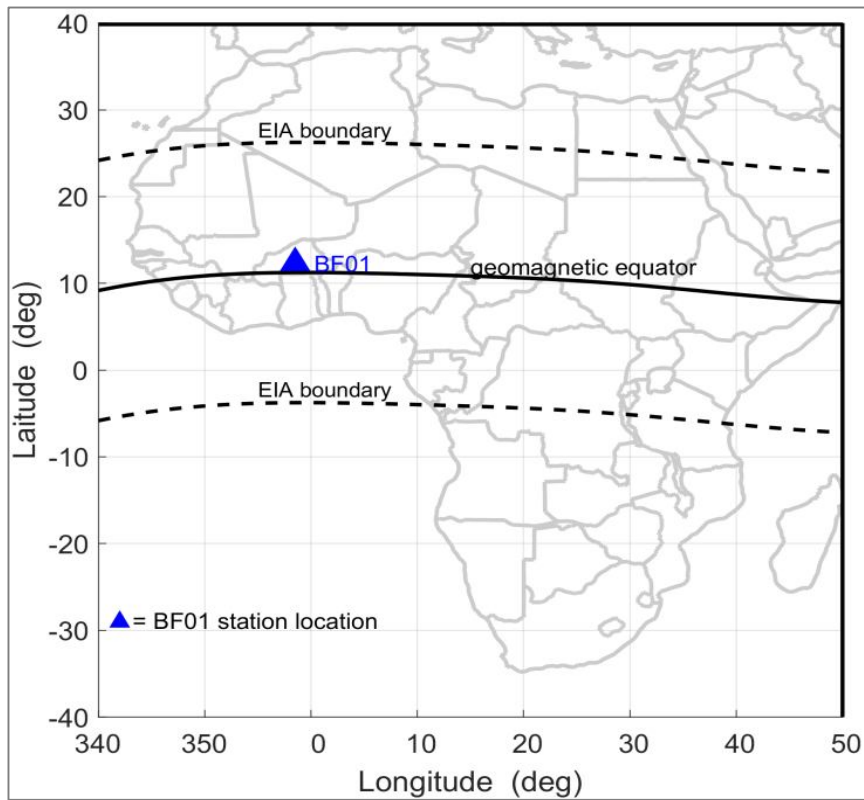 40
30
20
10
0
-10
-20
-30
-40
Laitude (deg)
EIA boundary
BF01
geomagnetic equator
EIA boundary
= BF01 station location
340
350
0
10
20
30
40
50
Longitude (deg)